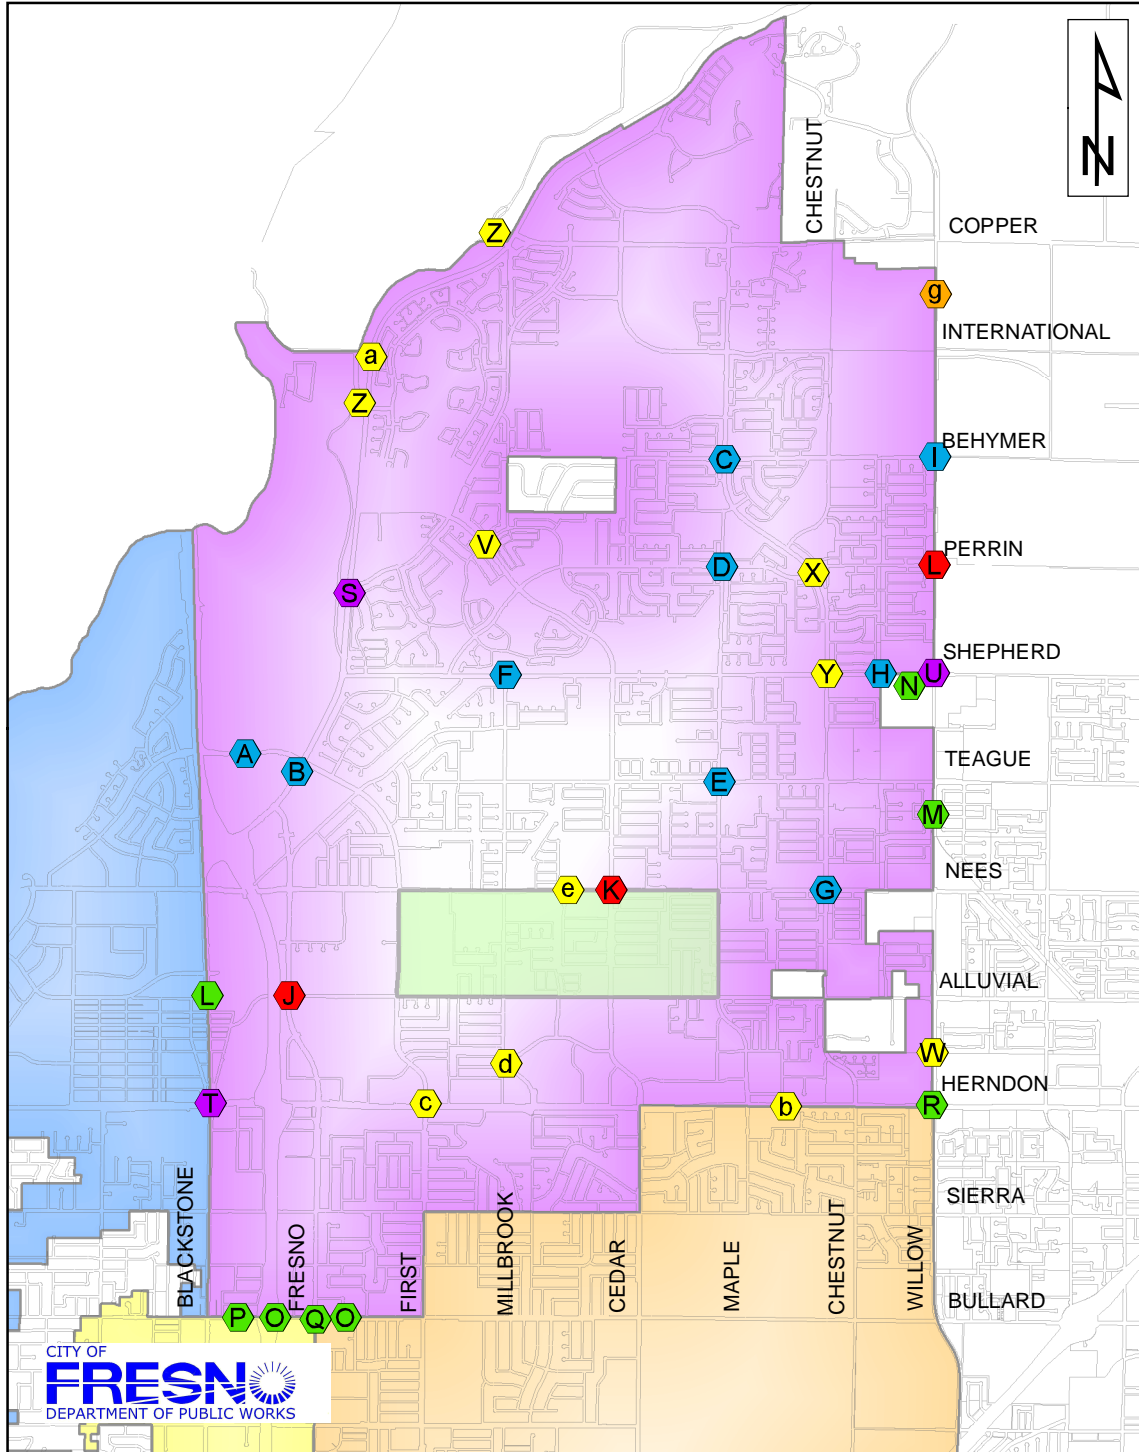 CHESTNUT
N
COPPER
Z
g
INTERNATIONAL
a
Z
BEHYMER
C
I
V
PERRIN
D
X
L
S
SHEPHERD
F
Y
H
N
U
A
B
TEAGUE
E
M
NEES
e
K
G
ALLUVIAL
L
J
W
d
HERNDON
T
c
b
R
SIERRA
BLACKSTONE
FRESNO
FIRST
MILLBROOK
CEDAR
MAPLE
CHESTNUT
WILLOW
BULLARD
P
O
Q
O
CITY OF
FRESNO
DEPARTMENT OF PUBLIC WORKS